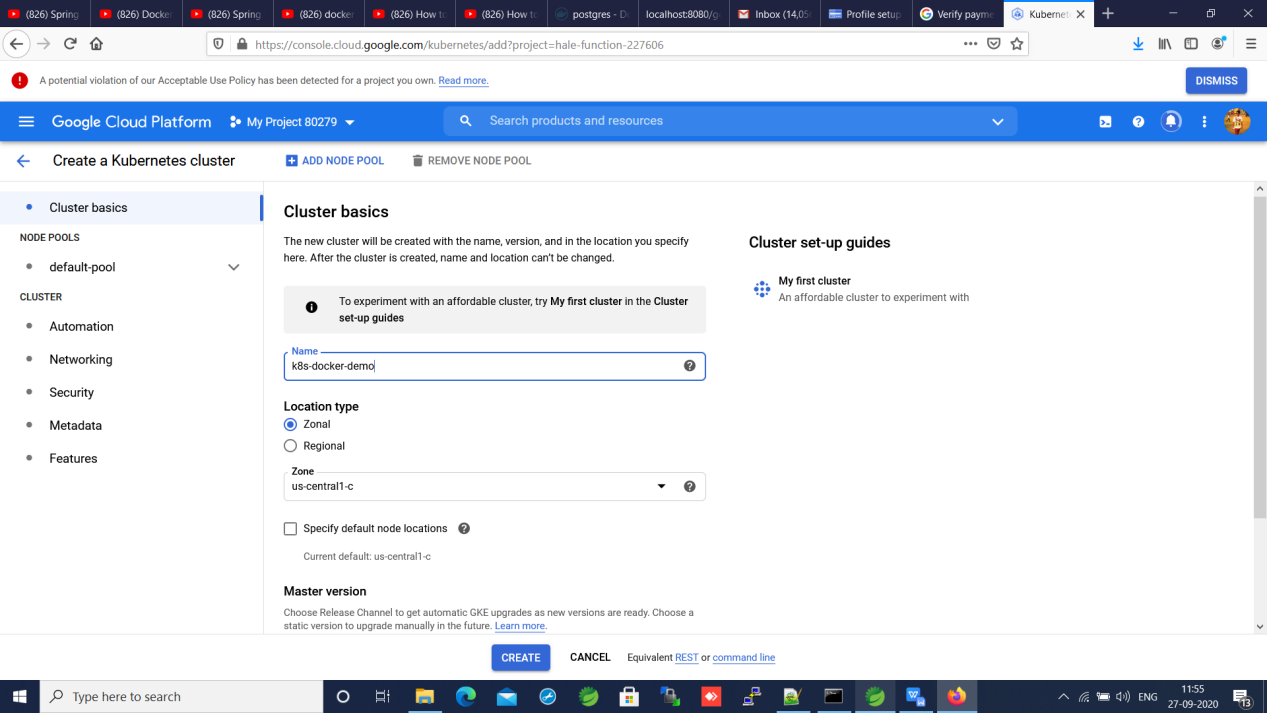 (826) Spring
(826) Docker
(826) Spring
(826) docker
(826) How to
(826) How to
postgres - Do
localhost:8080/g
Inbox (14,05
Profile setup
Verify payme
Kubernete
https://console.cloud.google.com/kubernetes/add?project=hale-function-227606
A potential violation of our Acceptable Use Policy has been detected for a project you own. Read more.
DISMISS
Google Cloud Platform
My Project 80279
Search products and resources
Create a Kubernetes cluster
ADD NODE POOL
REMOVE NODE POOL
Cluster basics
NODE POOLS
default-pool
CLUSTER
Automation
Networking
Security
Metadata
Features
Cluster basics
The new cluster will be created with the name, version, and in the location you specify
here. After the cluster is created, name and location can't be changed.
To experiment with an affordable cluster, try My first cluster in the Cluster
set-up guides
Name
k8s-docker-demo
Location type
Zonal
Regional
Zone
us-central1-c
Specify default node locations
Current default: us-central1-c
Master version
Choose Release Channel to get automatic GKE upgrades as new versions are ready. Choose a
static version to upgrade manually in the future. Learn more.
Cluster set-up guides
My first cluster
An affordable cluster to experiment with
CREATE
CANCEL
Equivalent REST or command line
Type here to search
ENG
11:55
27-09-2020
13